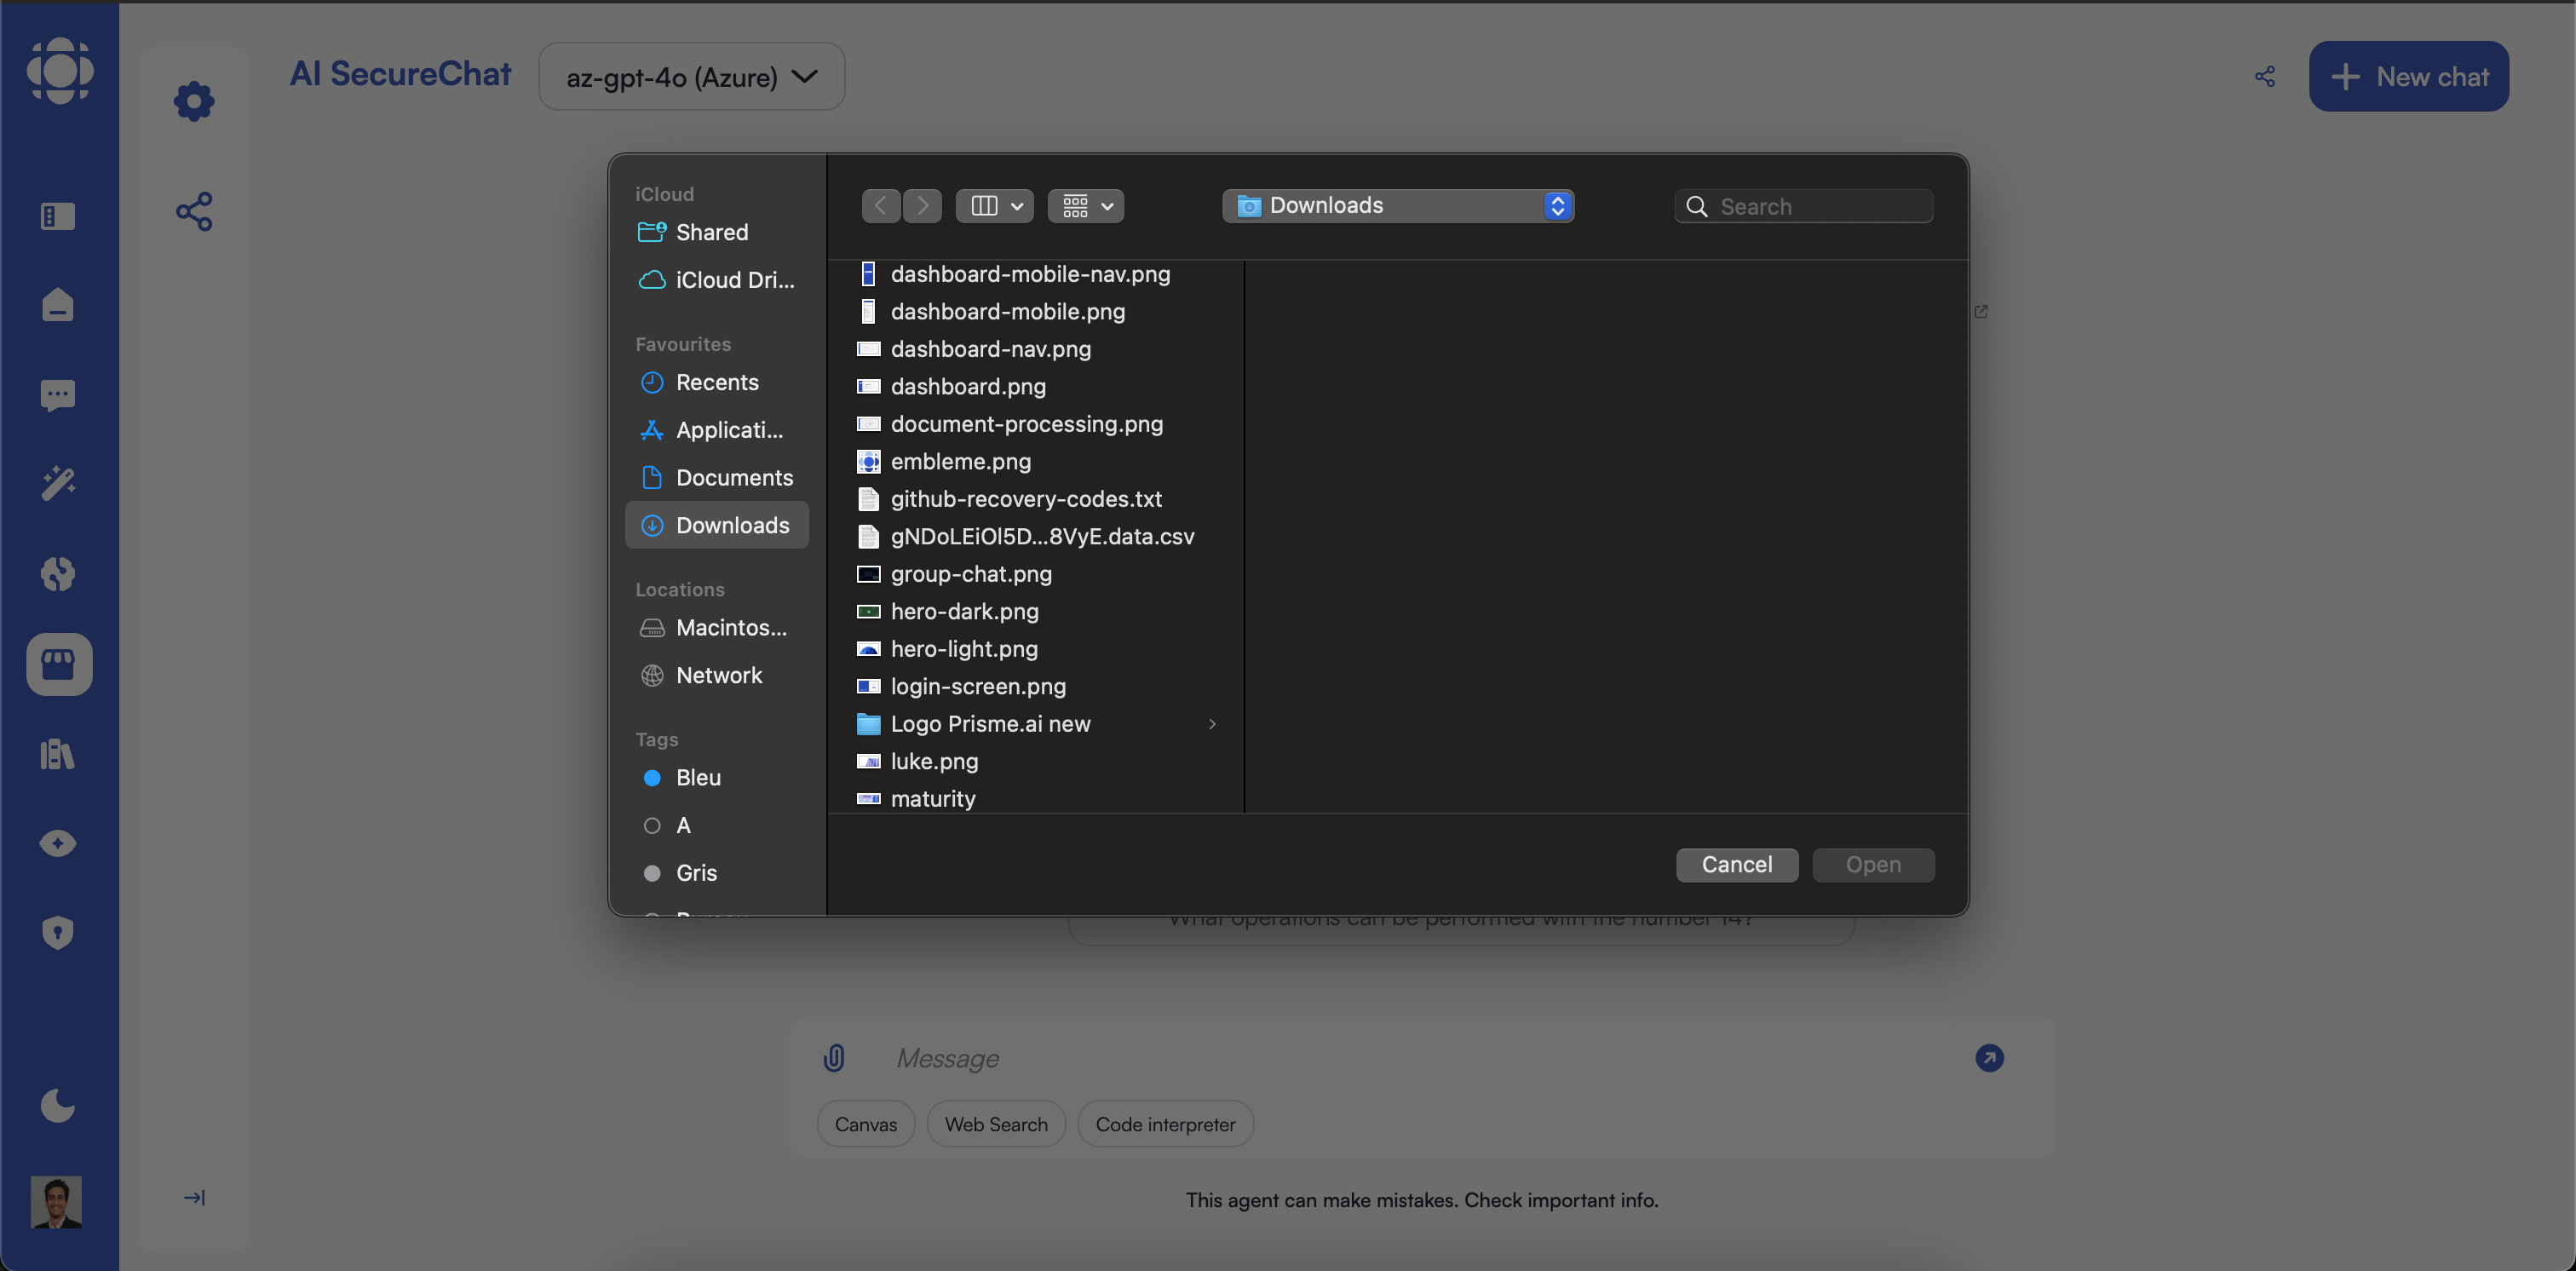 AI SecureChat
az-gpt-4o (Azure)
New chat
iCloud
Shared
iCloud Dri...
Favourites
Recents
Applicati...
Documents
Downloads
Locations
Macintos...
Network
Tags
Bleu
A
Gris
Downloads
Search
dashboard-mobile-nav.png
dashboard-mobile.png
dashboard-nav.png
dashboard.png
document-processing.png
embleme.png
github-recovery-codes.txt
gNDoLEiOl5D...8VyE.data.csv
group-chat.png
hero-dark.png
hero-light.png
login-screen.png
Logo Prisme.ai new
luke.png
maturity
Cancel
Open
What operations can be performed with the number 14?
Message
Canvas
Web Search
Code interpreter
This agent can make mistakes. Check important info.